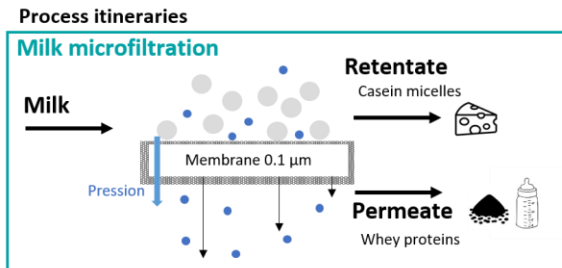 Process itineraries
Milk microfiltration
Milk
Retentate
Casein micelles
Membrane 0.1 µm
Pression
Permeate
Whey proteins